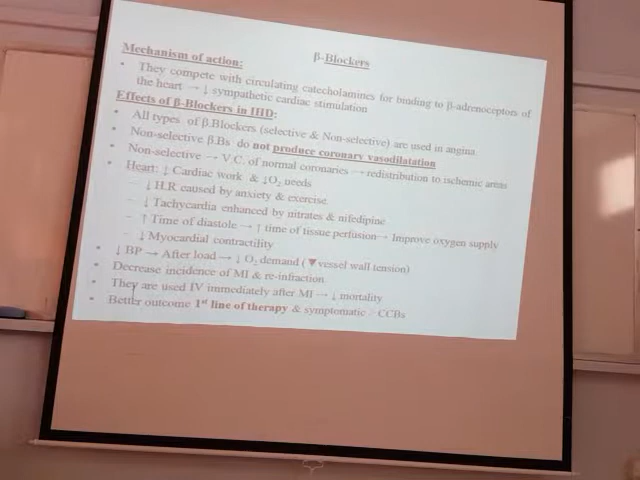 β-Blockers
Mechanism of action:
• They compete with circulating catecholamines for binding to β-adrenoceptors of
the heart → ↓ sympathetic cardiac stimulation
Effects of β-Blockers in IHD:
• All types of β.Blockers (selective & Non-selective) are used in angina
• Non-selective β.Bs do not produce coronary vasodilatation
• Non-selective → V.C. of normal coronaries → redistribution to ischemic areas
• Heart: ↓ Cardiac work & ↓O₂ needs
– ↓ H.R caused by anxiety & exercise
– ↓ Tachycardia enhanced by nitrates & nifedipine
– ↑ Time of diastole → ↑ time of tissue perfusion→ Improve oxygen supply
– ↓ Myocardial contractility
• ↓ BP → After load → ↓ O₂ demand (▼vessel wall tension)
• Decrease incidence of MI & re-infraction
• They are used IV immediately after MI → ↓ mortality
• Better outcome 1st line of therapy & symptomatic CCBs